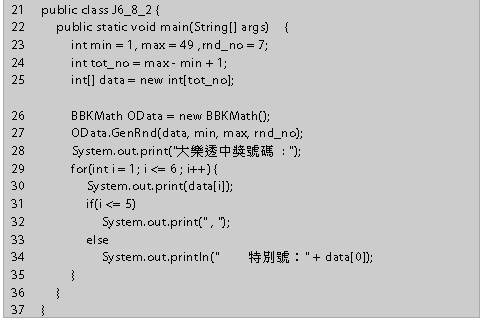 21 public class J6_8_2 {
22 public static void main(String[] args) {
23 int min = 1, max = 49 ,rnd_no = 7;
24 int tot_no = max - min + 1;
25 int[] data = new int[tot_no];
26 BBKMath OData = new BBKMath();
27 OData.GenRnd(data, min, max, rnd_no);
28 System.out.print("大樂透中獎號碼 : ");
29 for(int i = 1 ; i <= 6 ; i++) {
30 System.out.print(data[i]);
31 if(i <= 5)
32 System.out.print(" , ");
33 else
34 System.out.println(" 特別號 : " + data[0]);
35 }
36 }
37 }